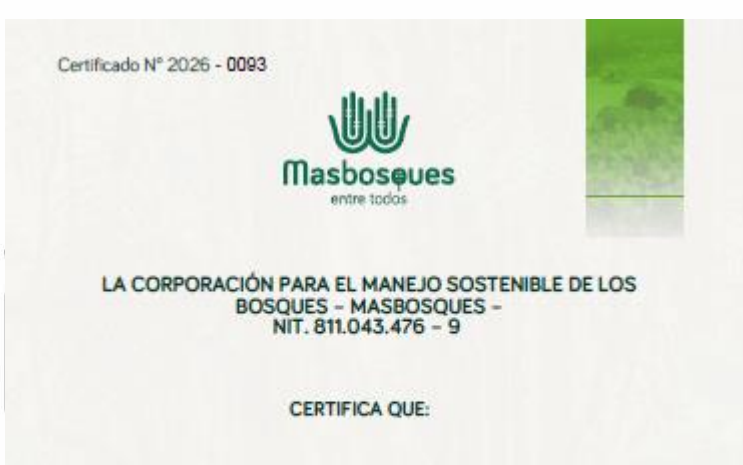 Certificado N° 2026 - 0093
Masbosques
entre todos
LA CORPORACIÓN PARA EL MANEJO SOSTENIBLE DE LOS
BOSQUES – MASBOSQUES –
NIT. 811.043.476 – 9
CERTIFICA QUE: